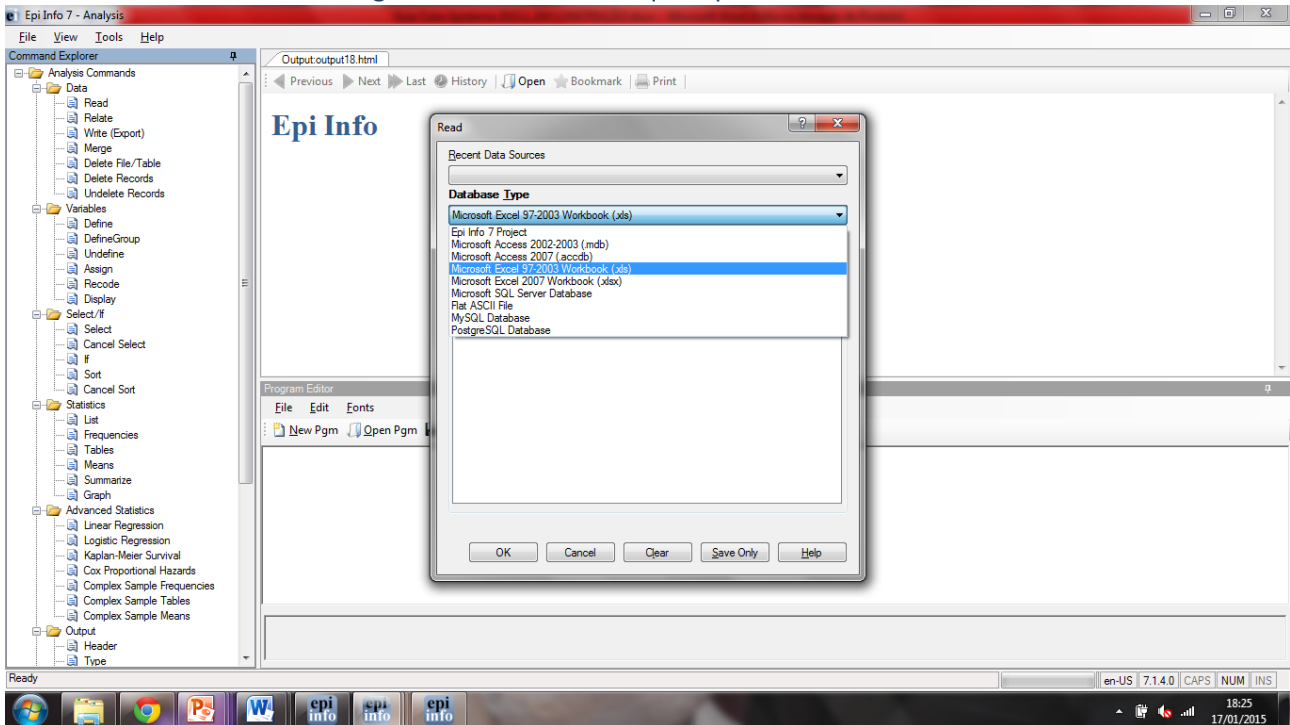 Epi Info 7 - Analysis
File View Tools Help
Command Explorer
Analysis Commands
Data
Read
Relate
Write (Export)
Merge
Delete File/Table
Delete Records
Undelete Records
Variables
Define
DefineGroup
Undefine
Assign
Recode
Display
Select/If
Select
Cancel Select
If
Sort
Cancel Sort
Statistics
List
Frequencies
Tables
Means
Summarize
Graph
Advanced Statistics
Linear Regression
Logistic Regression
Kaplan-Meier Survival
Cox Proportional Hazards
Complex Sample Frequencies
Complex Sample Tables
Complex Sample Means
Output
Header
Type
Output:output18.html
Previous Next Last History Open Bookmark Print
Epi Info
Read
Recent Data Sources
Database Type
Microsoft Excel 97-2003 Workbook (.xls)
Epi Info 7 Project
Microsoft Access 2002-2003 (.mdb)
Microsoft Access 2007 (.accdb)
Microsoft Excel 97-2003 Workbook (.xls)
Microsoft Excel 2007 Workbook (.xlsx)
Microsoft SQL Server Database
Flat ASCII File
MySQL Database
PostgreSQL Database
OK Cancel Clear Save Only Help
Program Editor
File Edit Fonts
New Pgm Open Pgm
Ready
en-US 7.1.4.0 CAPS NUM INS
epi info
epi info
epi info
18:25
17/01/2015